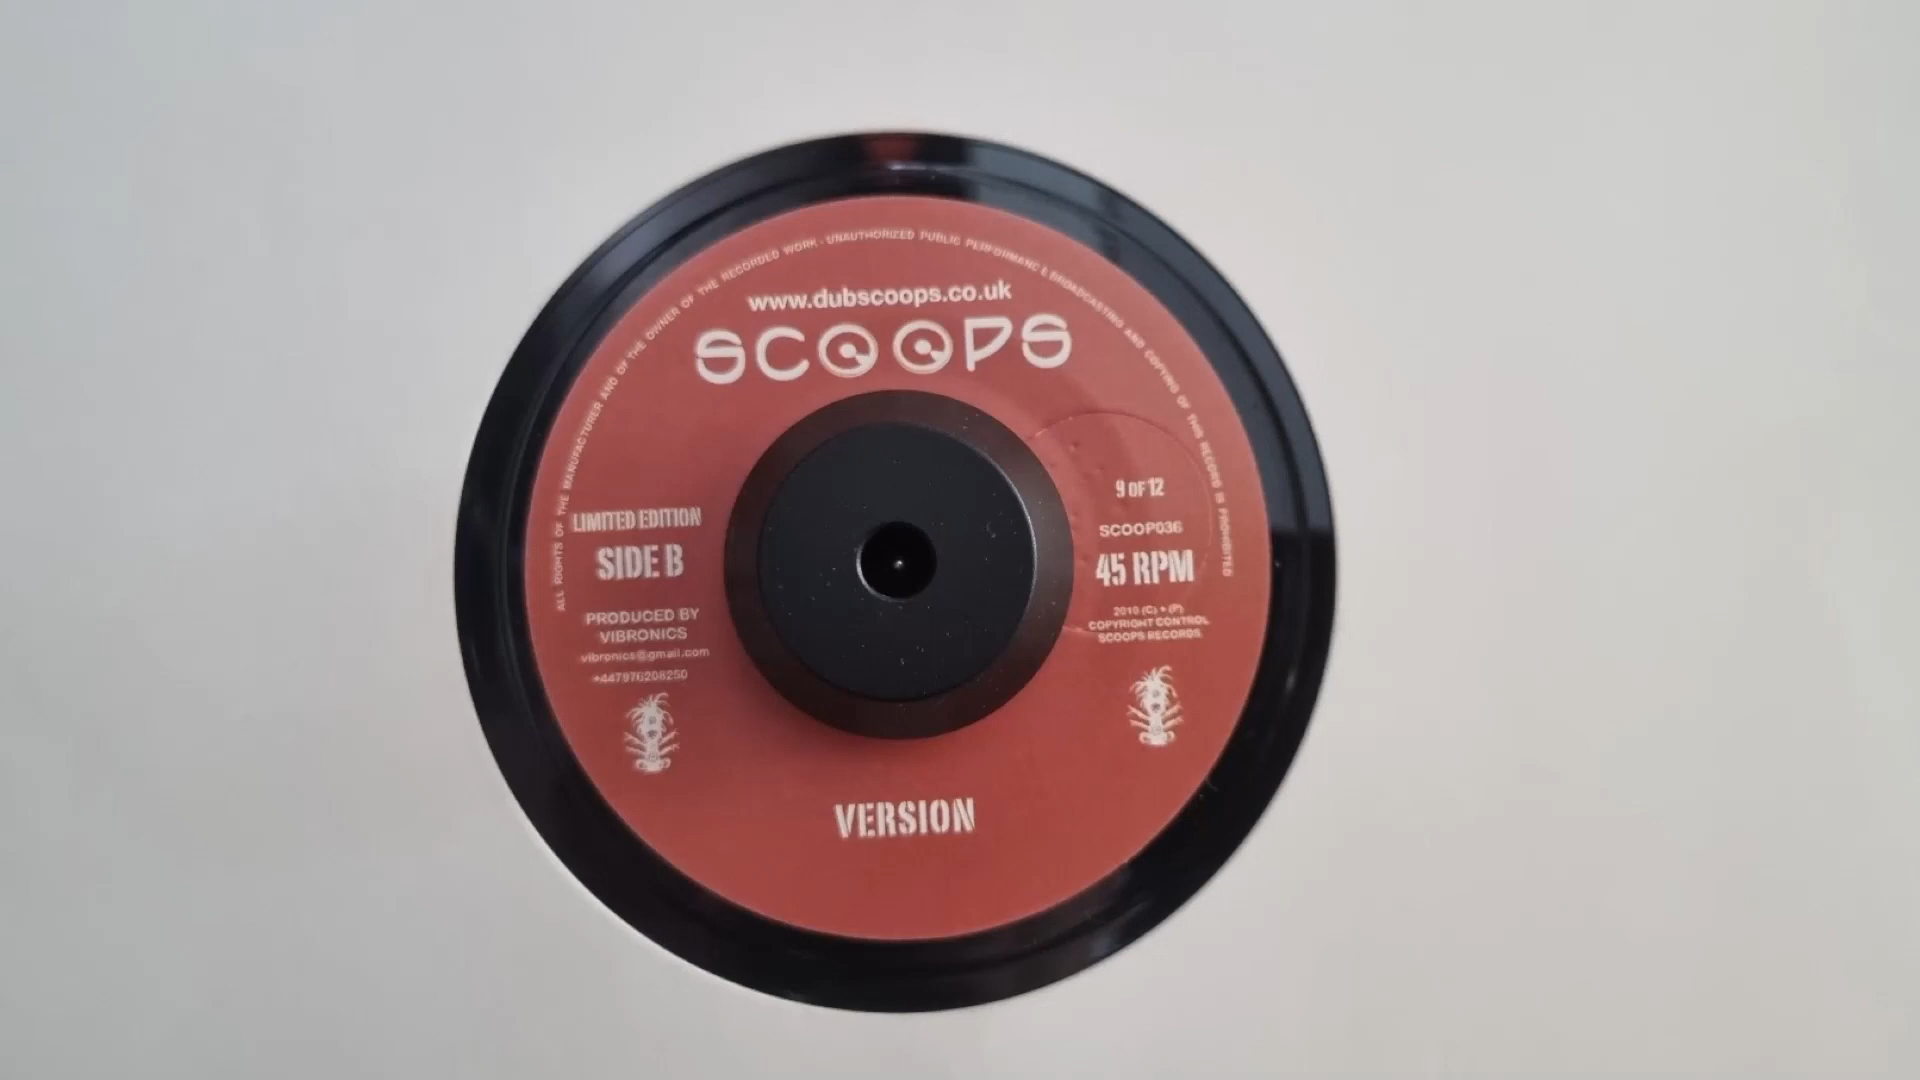 ALL RIGHTS OF THE MANUFACTURER AND OF THE OWNER OF THE RECORDED WORK - UNAUTHORIZED PUBLIC PERFORMANCE BROADCASTING AND COPYING OF THIS RECORD IS PROHIBITED
www.dubscoops.co.uk
SCOOPS
LIMITED EDITION
SIDE B
PRODUCED BY
VIBRONICS
vibronics@gmail.com
+447976208250
9 OF 12
SCOOP036
45 RPM
2010 (C) + (P)
COPYRIGHT CONTROL
SCOOPS RECORDS
VERSION